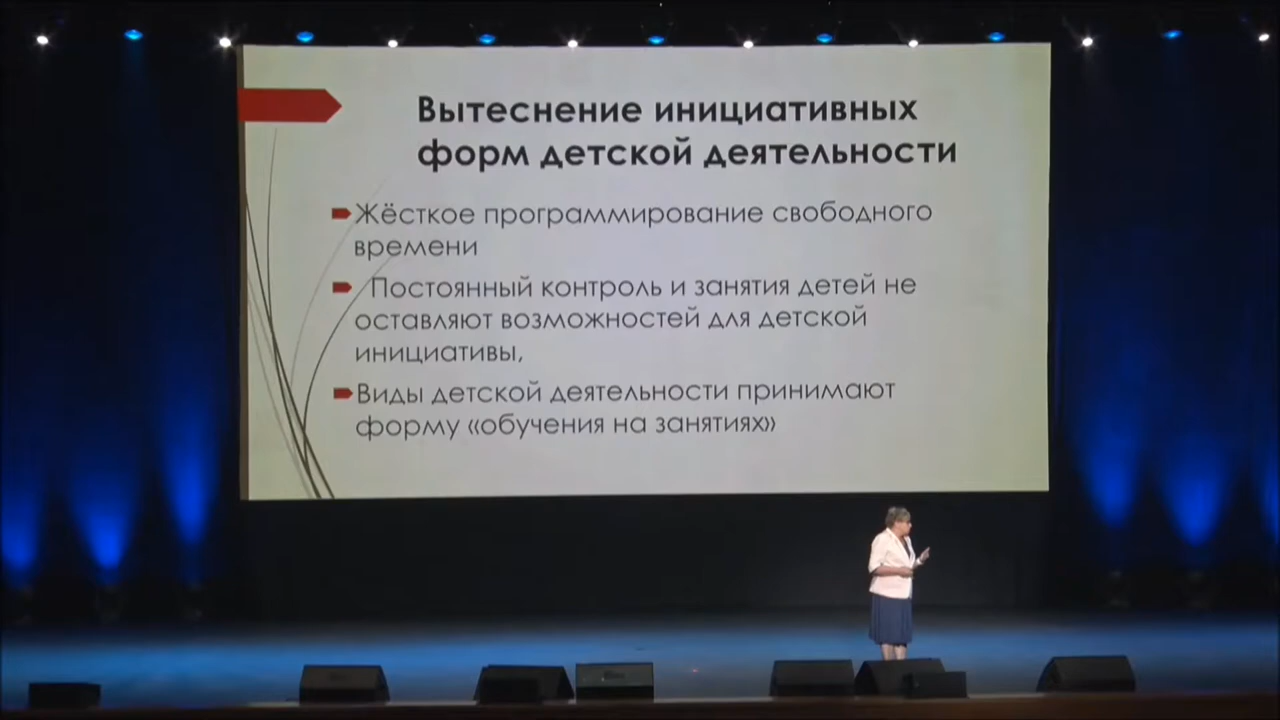 Вытеснение инициативных
форм детской деятельности
Жёсткое программирование свободного
времени
Постоянный контроль и занятия детей не
оставляют возможностей для детской
инициативы,
Виды детской деятельности принимают
форму «обучения на занятиях»